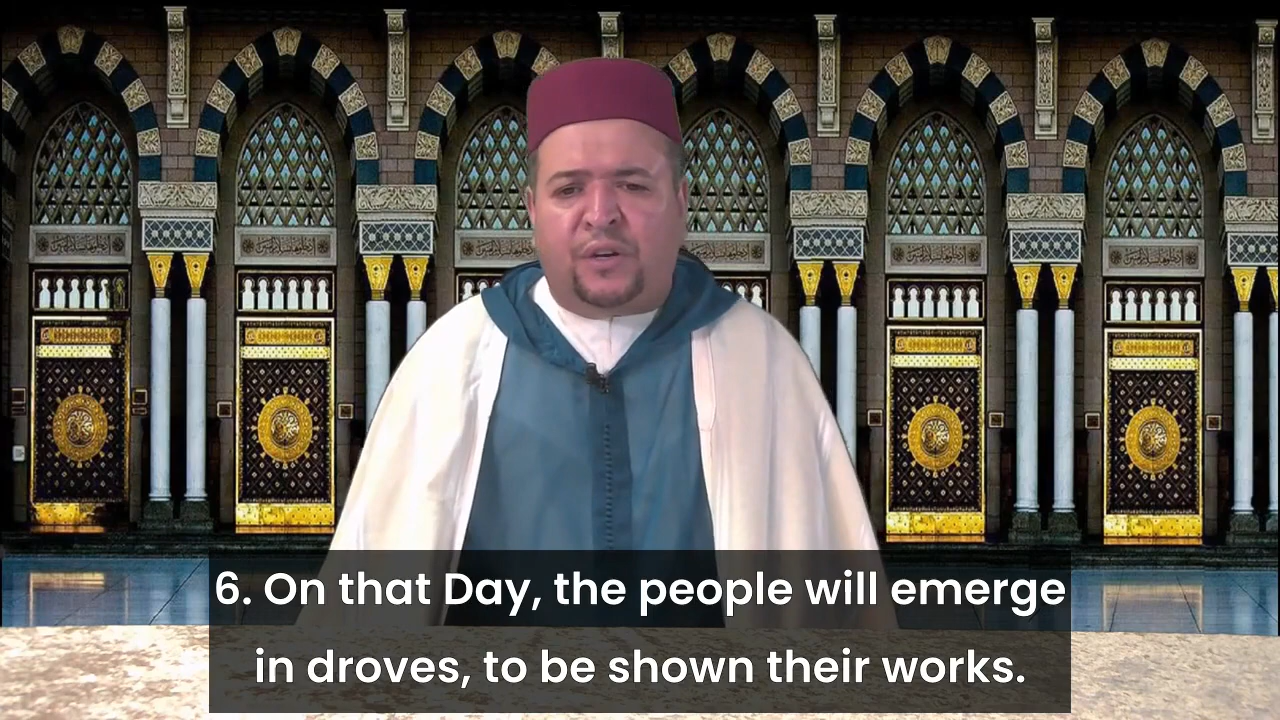 6. On that Day, the people will emerge
in droves, to be shown their works.